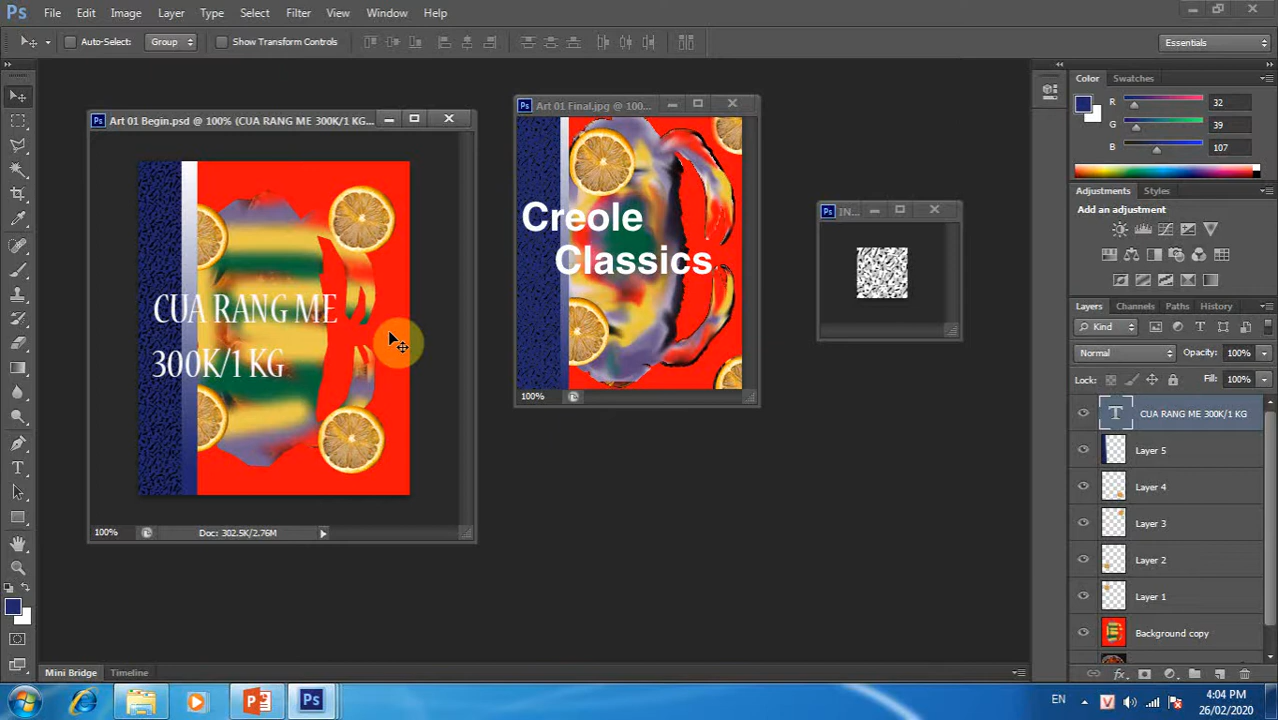 Ps File Edit Image Layer Type Select Filter View Window Help
Auto-Select: Group Show Transform Controls Essentials
Color Swatches
R 32
G 39
B 107
Adjustments Styles
Add an adjustment
Layers Channels Paths History
Kind
Normal Opacity: 100%
Lock: Fill: 100%
T CUA RANG ME 300K/1 KG
Layer 5
Layer 4
Layer 3
Layer 2
Layer 1
Background copy
Ps Art 01 Begin.psd @ 100% (CUA RANG ME 300K/1 KG...
CUA RANG ME
300K/1 KG
100% Doc: 302.5K/2.76M
Ps Art 01 Final.jpg @ 100...
Creole
Classics
100%
Ps IN...
Mini Bridge Timeline
Ps
EN V 4:04 PM
26/02/2020